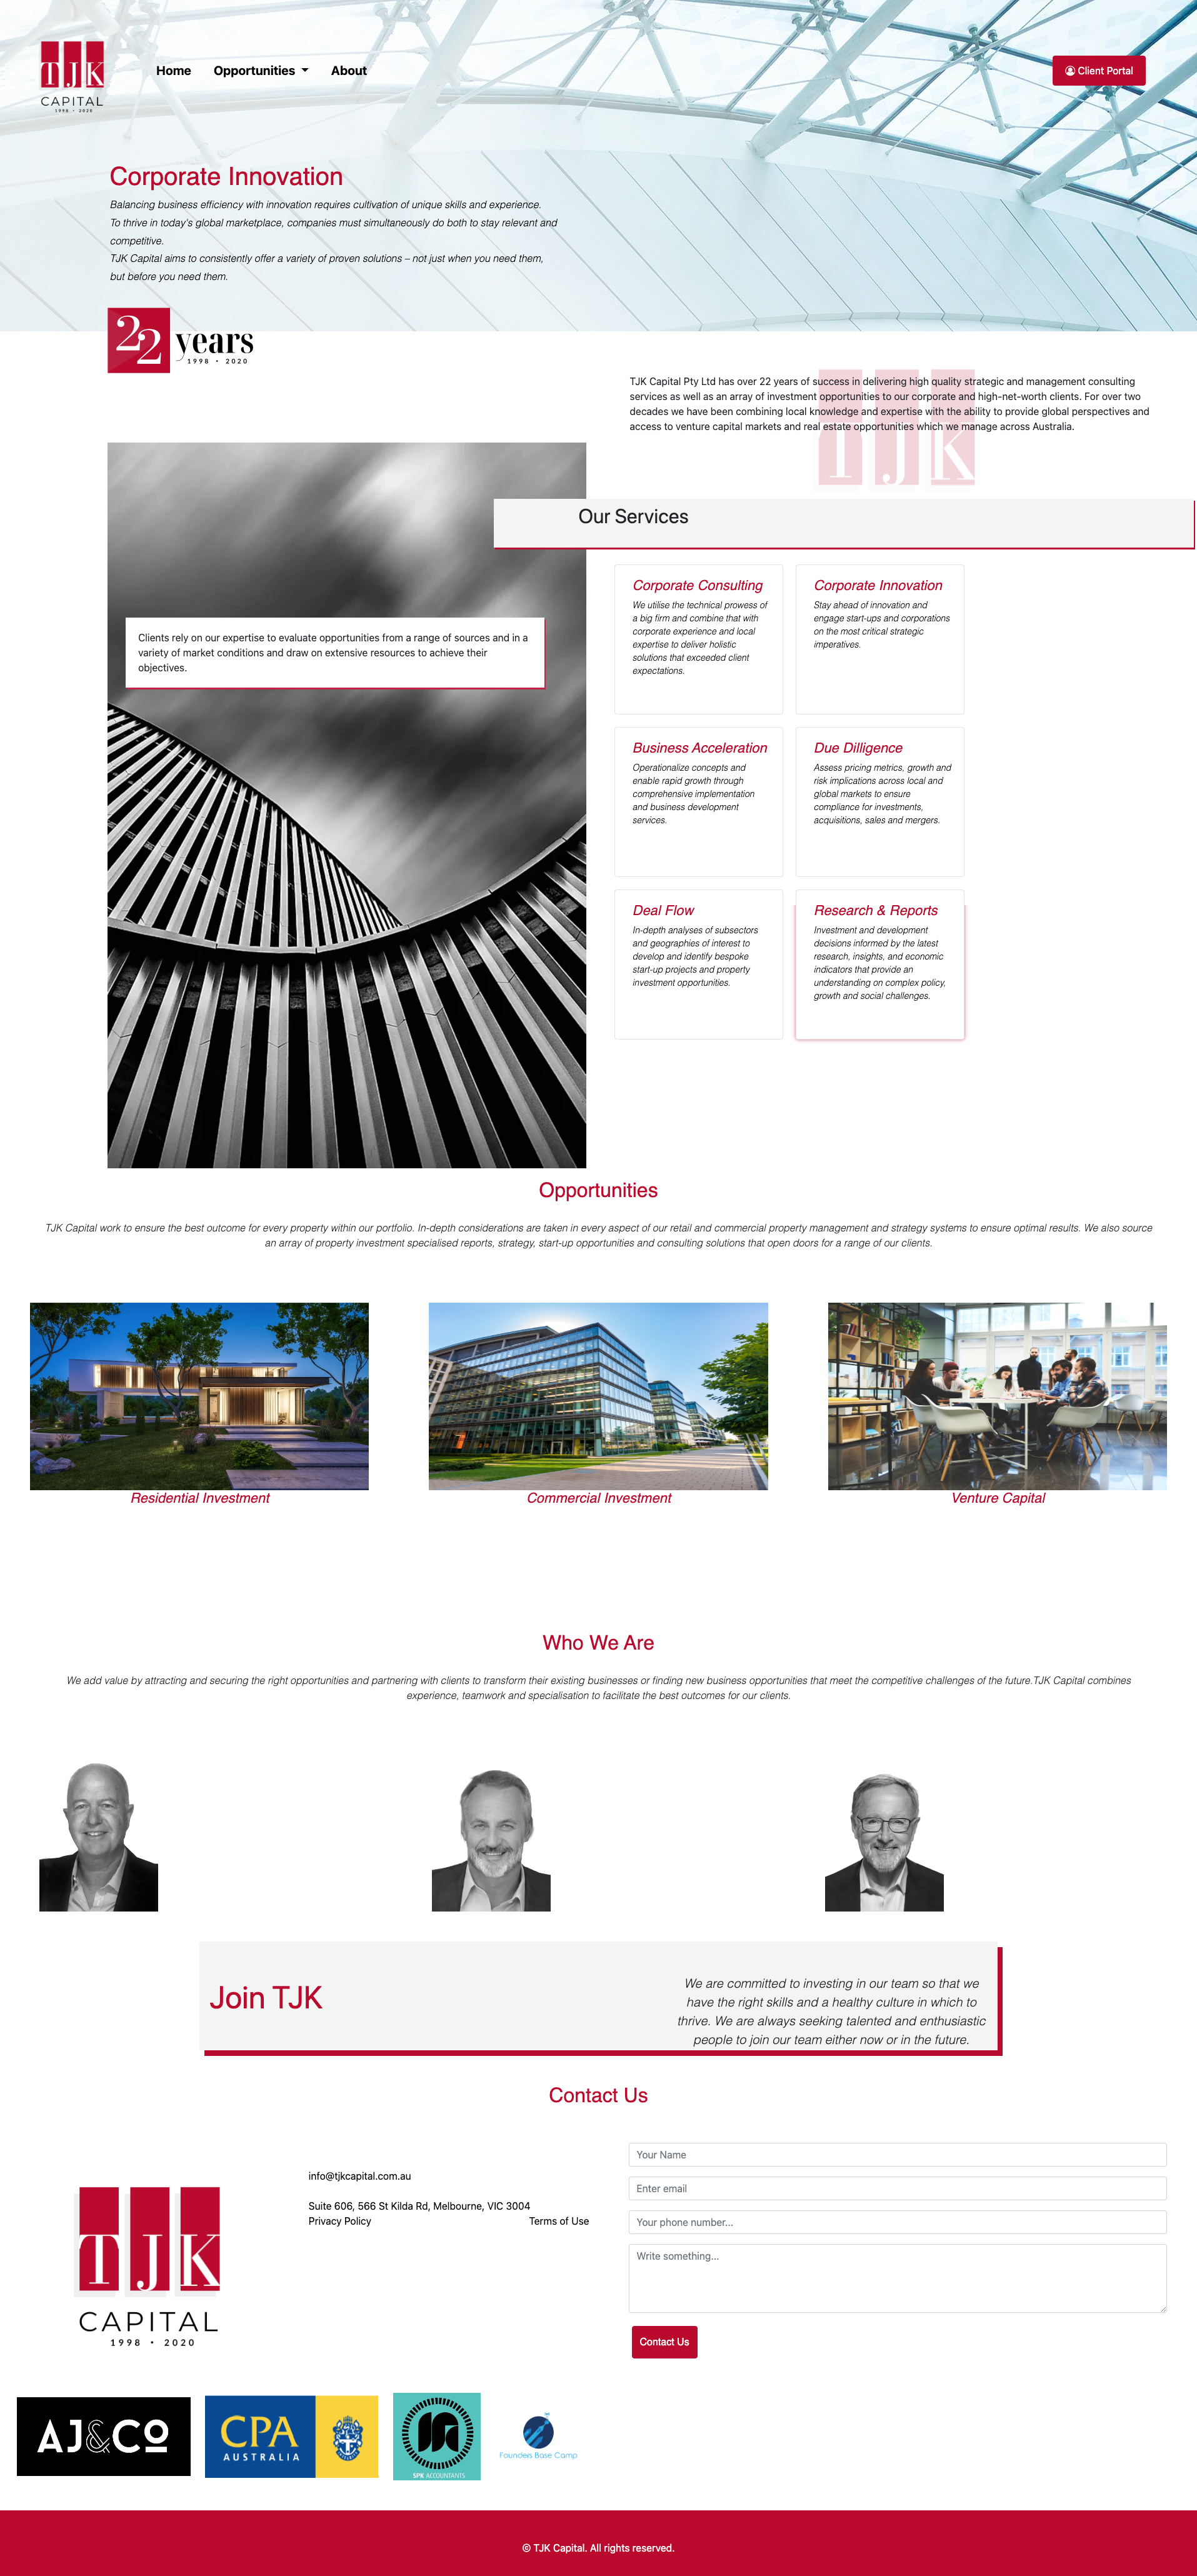 TJK
CAPITAL
1998 • 2020
Home
Opportunities
About
Client Portal
Corporate Innovation
Balancing business efficiency with innovation requires cultivation of unique skills and experience.
To thrive in today's global marketplace, companies must simultaneously do both to stay relevant and
competitive.
TJK Capital aims to consistently offer a variety of proven solutions – not just when you need them,
but before you need them.
22 years
1998 • 2020
TJK Capital Pty Ltd has over 22 years of success in delivering high quality strategic and management consulting
services as well as an array of investment opportunities to our corporate and high-net-worth clients. For over two
decades we have been combining local knowledge and expertise with the ability to provide global perspectives and
access to venture capital markets and real estate opportunities which we manage across Australia.
TJK
Our Services
Clients rely on our expertise to evaluate opportunities from a range of sources and in a
variety of market conditions and draw on extensive resources to achieve their
objectives.
Corporate Consulting
We utilise the technical prowess of
a big firm and combine that with
corporate experience and local
expertise to deliver holistic
solutions that exceeded client
expectations.
Corporate Innovation
Stay ahead of innovation and
engage start-ups and corporations
on the most critical strategic
imperatives.
Business Acceleration
Operationalize concepts and
enable rapid growth through
comprehensive implementation
and business development
services.
Due Dilligence
Assess pricing metrics, growth and
risk implications across local and
global markets to ensure
compliance for investments,
acquisitions, sales and mergers.
Deal Flow
In-depth analyses of subsectors
and geographies of interest to
develop and identify bespoke
start-up projects and property
investment opportunities.
Research & Reports
Investment and development
decisions informed by the latest
research, insights, and economic
indicators that provide an
understanding on complex policy,
growth and social challenges.
Opportunities
TJK Capital work to ensure the best outcome for every property within our portfolio. In-depth considerations are taken in every aspect of our retail and commercial property management and strategy systems to ensure optimal results. We also source
an array of property investment specialised reports, strategy, start-up opportunities and consulting solutions that open doors for a range of our clients.
Residential Investment
Commercial Investment
Venture Capital
Who We Are
We add value by attracting and securing the right opportunities and partnering with clients to transform their existing businesses or finding new business opportunities that meet the competitive challenges of the future.TJK Capital combines
experience, teamwork and specialisation to facilitate the best outcomes for our clients.
Join TJK
We are committed to investing in our team so that we
have the right skills and a healthy culture in which to
thrive. We are always seeking talented and enthusiastic
people to join our team either now or in the future.
Contact Us
TJK
CAPITAL
1998 • 2020
info@tjkcapital.com.au
Suite 606, 566 St Kilda Rd, Melbourne, VIC 3004
Privacy Policy
Terms of Use
Your Name
Enter email
Your phone number...
Write something...
Contact Us
AJ&CO
CPA
AUSTRALIA
SPK ACCOUNTANTS
Founders Base Camp
© TJK Capital. All rights reserved.